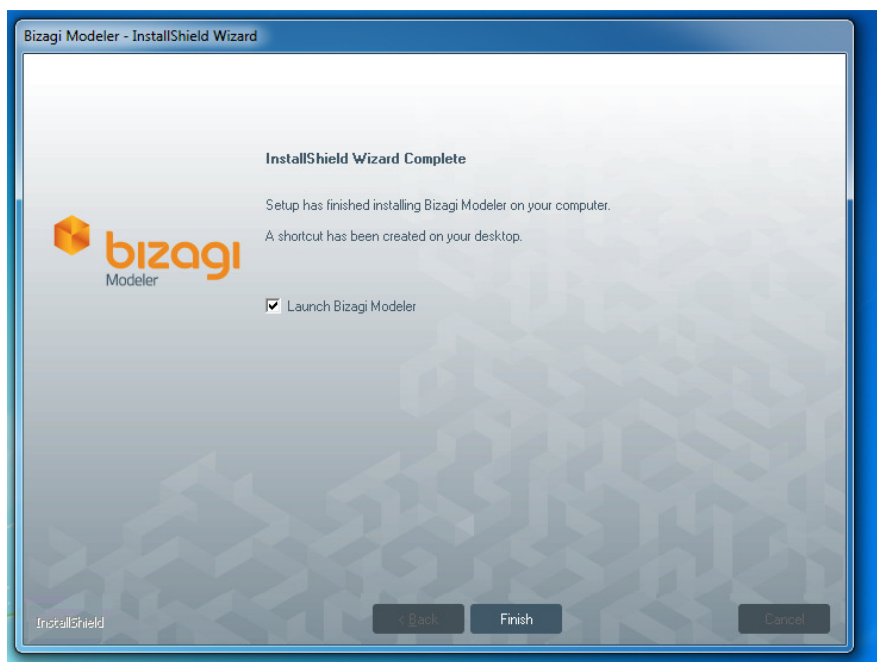 Bizagi Modeler - InstallShield Wizard
InstallShield Wizard Complete
Setup has finished installing Bizagi Modeler on your computer.
A shortcut has been created on your desktop.
bizagi
Modeler
Launch Bizagi Modeler
InstallShield
< Back
Finish
Cancel